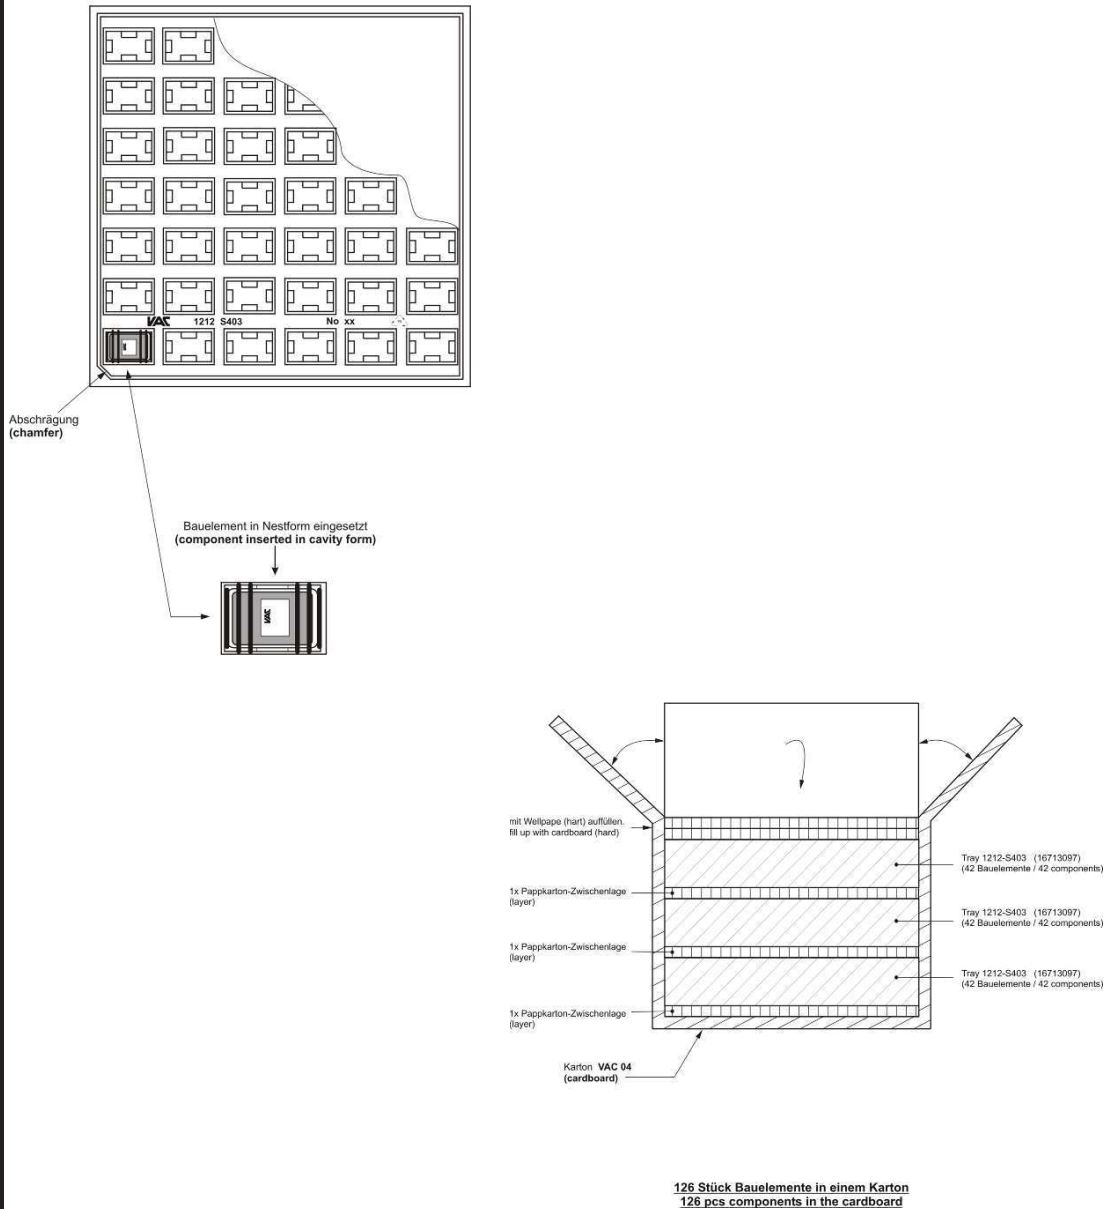 VAC 1212 S403 No xx
Abschrägung
(chamfer)
Bauelement in Nestform eingesetzt
(component inserted in cavity form)
VAC
mit Wellpape (hart) auffüllen.
fill up with cardboard (hard)
Tray 1212-S403 (16713097)
(42 Bauelemente / 42 components)
1x Pappkarton-Zwischenlage
(layer)
Tray 1212-S403 (16713097)
(42 Bauelemente / 42 components)
1x Pappkarton-Zwischenlage
(layer)
Tray 1212-S403 (16713097)
(42 Bauelemente / 42 components)
1x Pappkarton-Zwischenlage
(layer)
Karton VAC 04
(cardboard)
126 Stück Bauelemente in einem Karton
126 pcs components in the cardboard